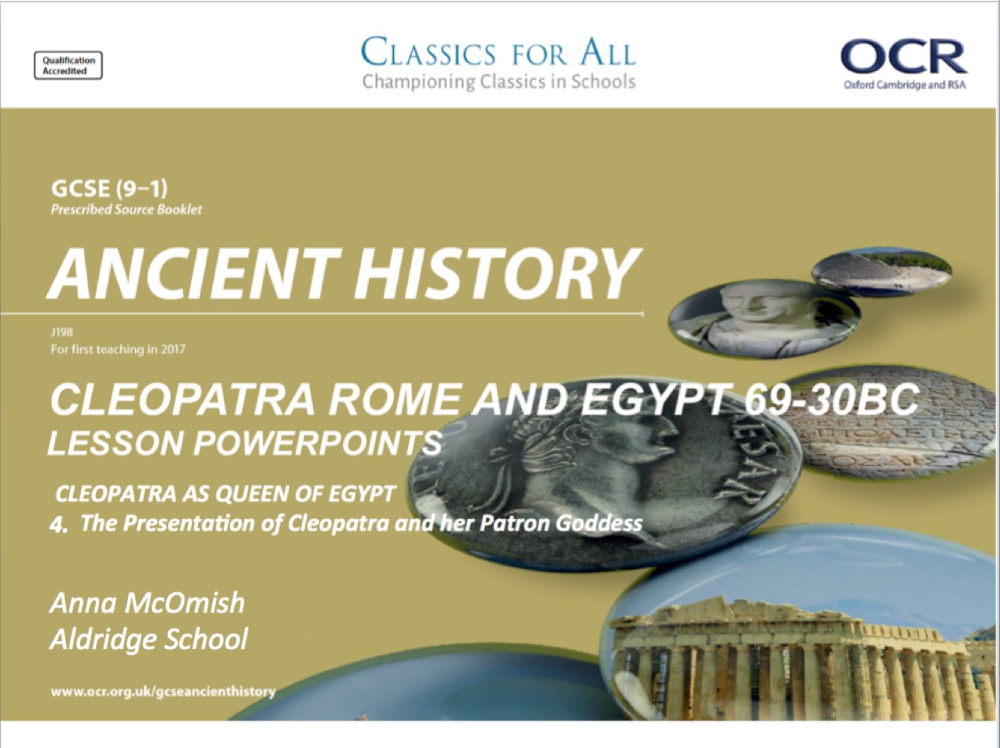 Qualification
Accredited
CLASSICS FOR ALL
Championing Classics in Schools
OCR
Oxford Cambridge and RSA
GCSE (9–1)
Prescribed Source Booklet
ANCIENT HISTORY
J198
For first teaching in 2017
CLEOPATRA ROME AND EGYPT 69-30BC
LESSON POWERPOINTS
CLEOPATRA AS QUEEN OF EGYPT
4. The Presentation of Cleopatra and her Patron Goddess
Anna McOmish
Aldridge School
www.ocr.org.uk/gcseancienthistory